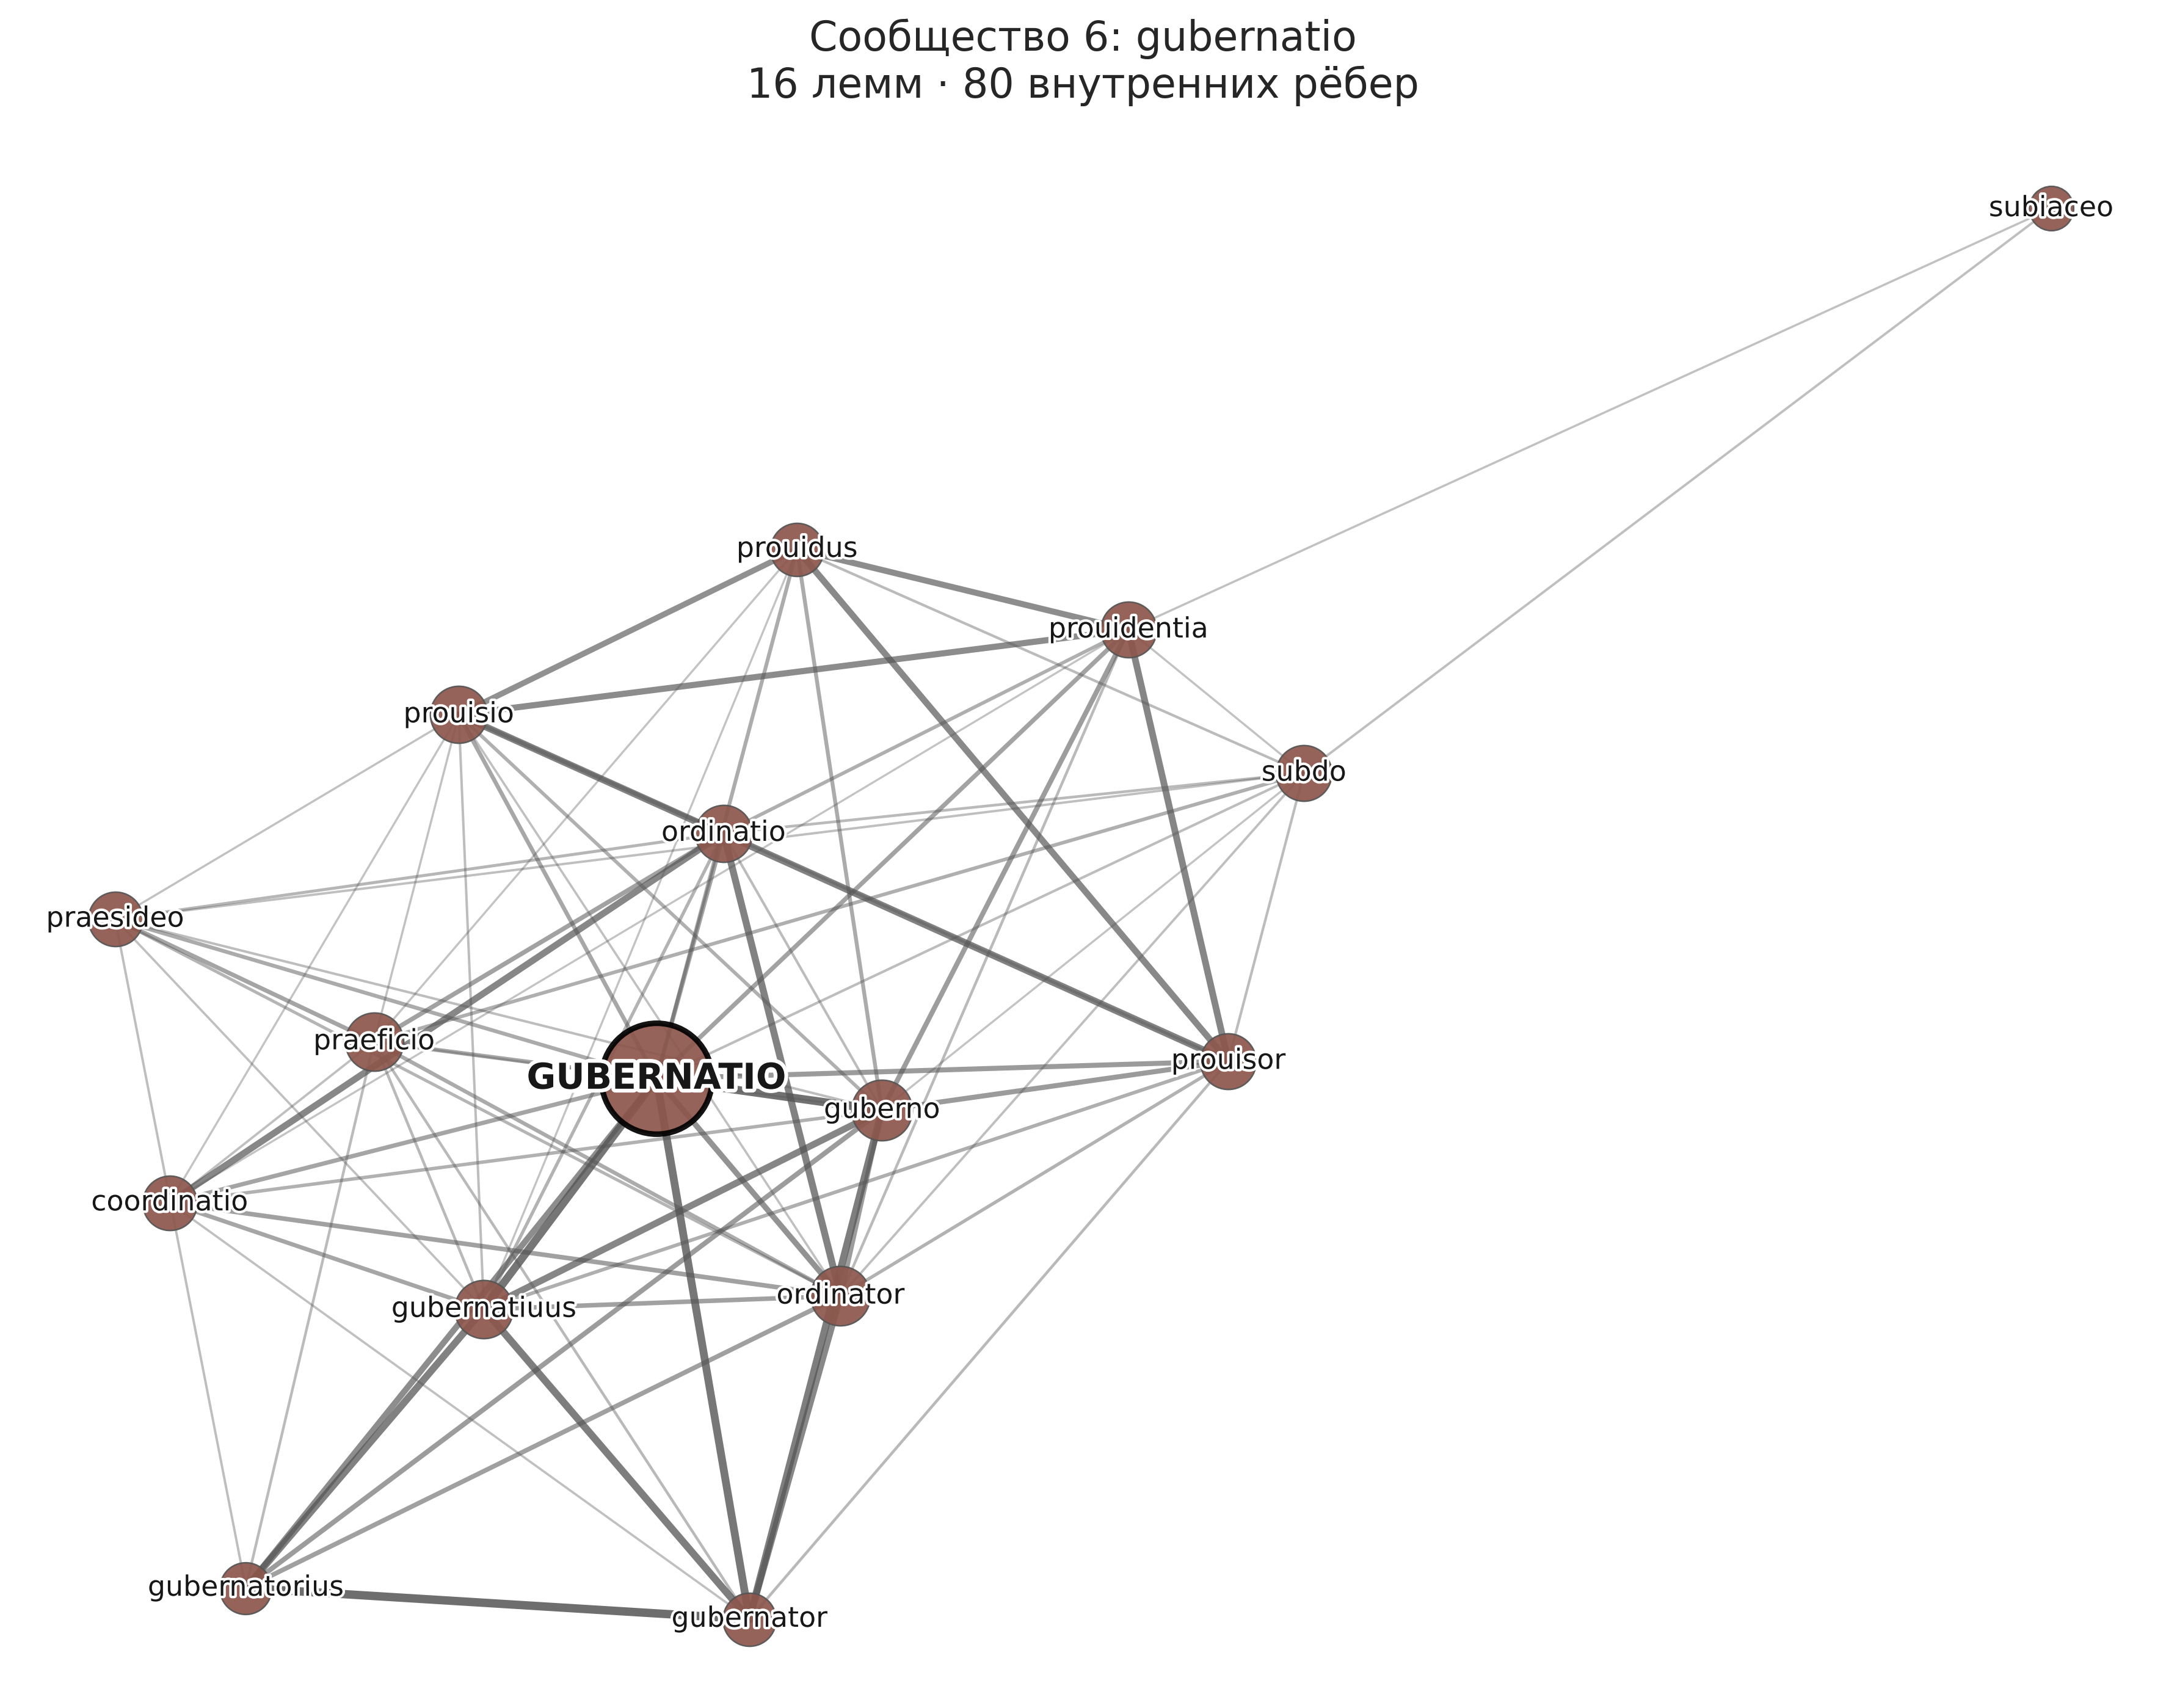 Сообщество 6: gubernatio
16 лемм · 80 внутренних рёбер
subiaceo
prouidus
prouidentia
prouisio
subdo
ordinatio
praesideo
praeficio
prouisor
GUBERNATIO
guberno
coordinatio
ordinator
gubernatiuus
gubernatorius
gubernator